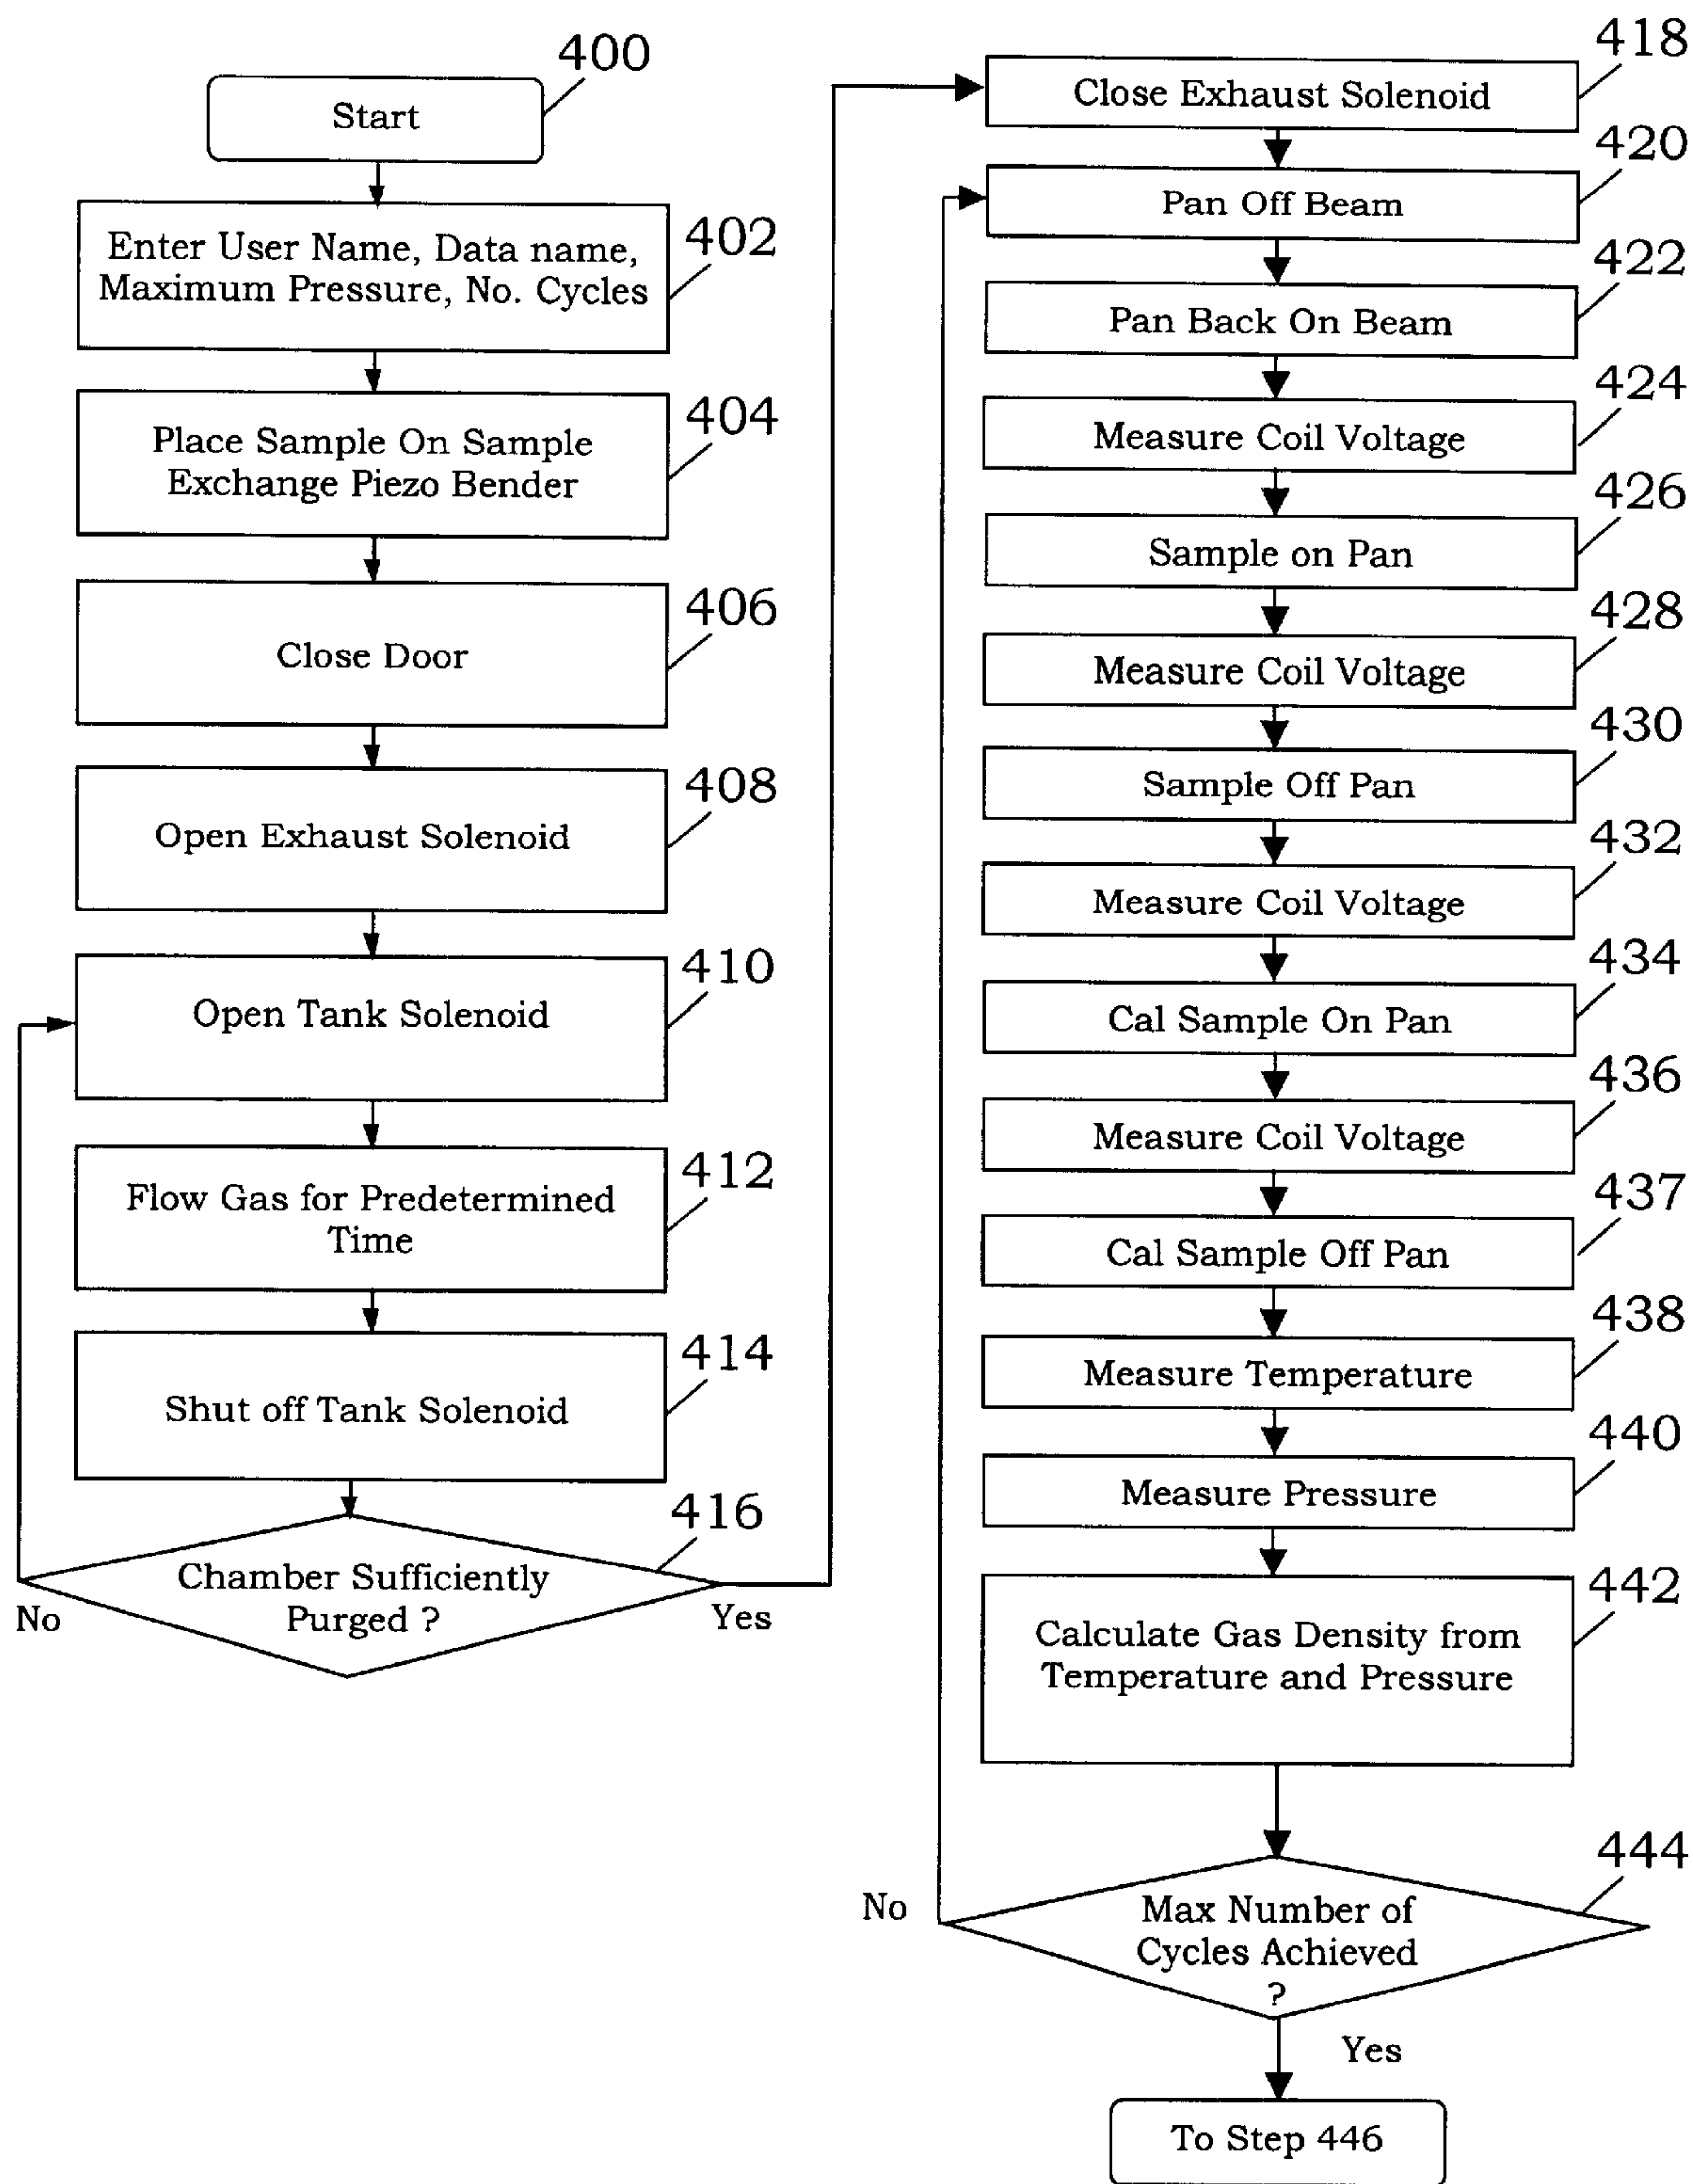 400
Start
402
Enter User Name, Data name,
Maximum Pressure, No. Cycles
404
Place Sample On Sample
Exchange Piezo Bender
406
Close Door
408
Open Exhaust Solenoid
410
Open Tank Solenoid
412
Flow Gas for Predetermined
Time
414
Shut off Tank Solenoid
416
Chamber Sufficiently
Purged ?
No
Yes
418
Close Exhaust Solenoid
420
Pan Off Beam
422
Pan Back On Beam
424
Measure Coil Voltage
426
Sample on Pan
428
Measure Coil Voltage
430
Sample Off Pan
432
Measure Coil Voltage
434
Cal Sample On Pan
436
Measure Coil Voltage
437
Cal Sample Off Pan
438
Measure Temperature
440
Measure Pressure
442
Calculate Gas Density from
Temperature and Pressure
444
No
Max Number of
Cycles Achieved
?
Yes
To Step 446